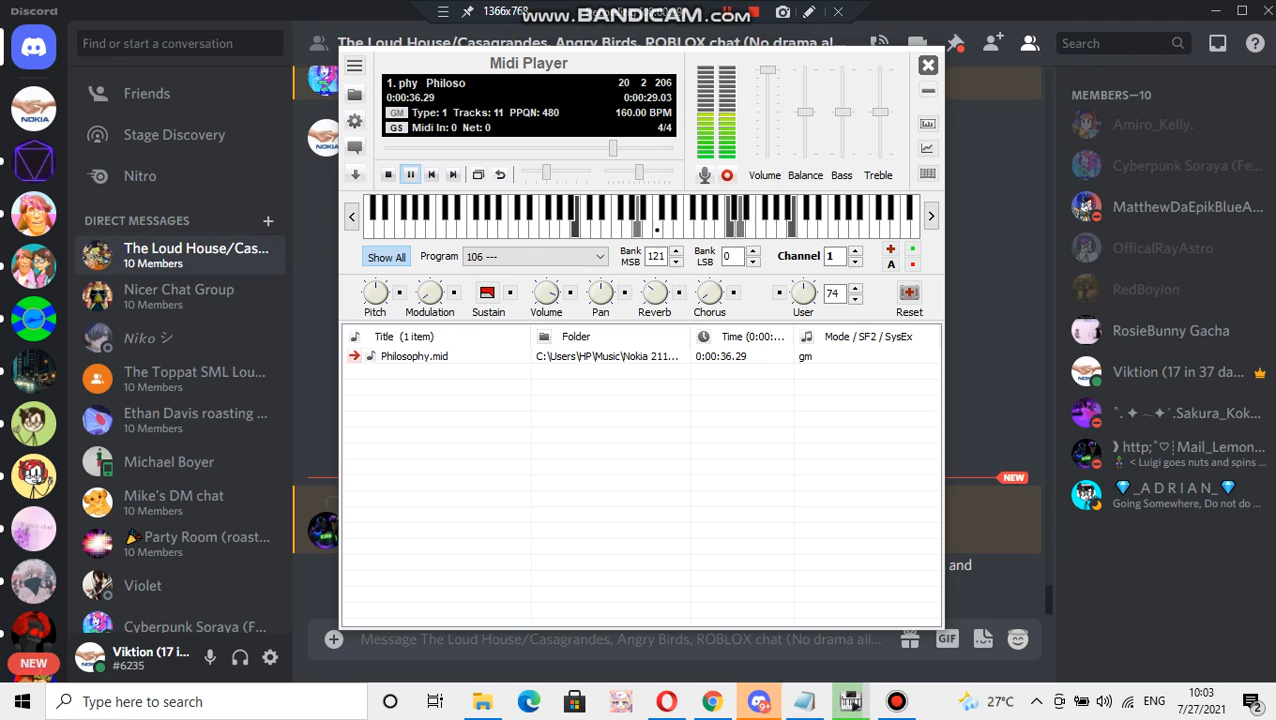 Discord
1366x768
www.BANDICAM.com
Find or start a conversation
The Loud House/Casagrandes, Angry Birds, ROBLOX chat (No drama al...
Search
Friends
Stage Discovery
Nitro
DIRECT MESSAGES
The Loud House/Cas...
10 Members
Nicer Chat Group
10 Members
Niko シ
The Toppat SML Lou...
10 Members
Ethan Davis roasting ...
10 Members
Michael Boyer
Mike's DM chat
10 Members
Party Room (roast...
10 Members
Violet
Cyberpunk Soraya (F...
NEW
Viktion (17 i...
#6235
Midi Player
1. phy Philoso
20 2 206
0:00:36.29
0:00:29.03
GM Type: 1 Tracks: 11 PPQN: 480
160.00 BPM
GS Midi In: 0 Net: 0
4/4
Volume Balance Bass Treble
Show All Program 106 --- Bank MSB 121 Bank LSB 0 Channel 1 A
74
Pitch Modulation Sustain Volume Pan Reverb Chorus User Reset
Title (1 item) Folder Time (0:00:... Mode / SF2 / SysEx
Philosophy.mid C:\Users\HP\Music\Nokia 211... 0:00:36.29 gm
NEW
and
Message The Loud House/Casagrandes, Angry Birds, ROBLOX chat (No drama all...
GIF
MEMBERS—10
Cyberpunk Soraya (Fe...
MatthewDaEpikBlueA...
OfficialRayAstro
RedBoyion
RosieBunny Gacha
Viktion (17 in 37 da...
Sakura_Kok...
http;"♡┊Mail_Lemon...
< Luigi goes nuts and spins ...
💎_A D R I A N_💎
Going Somewhere, Do not do ...
Type here to search
9+
27°C
10:03
7/27/2021
2